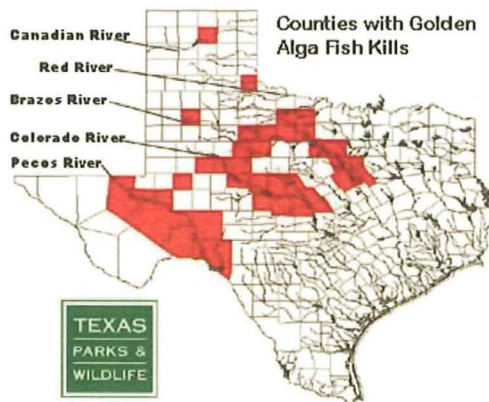 Counties with Golden
Alga Fish Kills
Canadian River
Red River
Brazos River
Colorado River
Pecos River
TEXAS
PARKS &
WILDLIFE